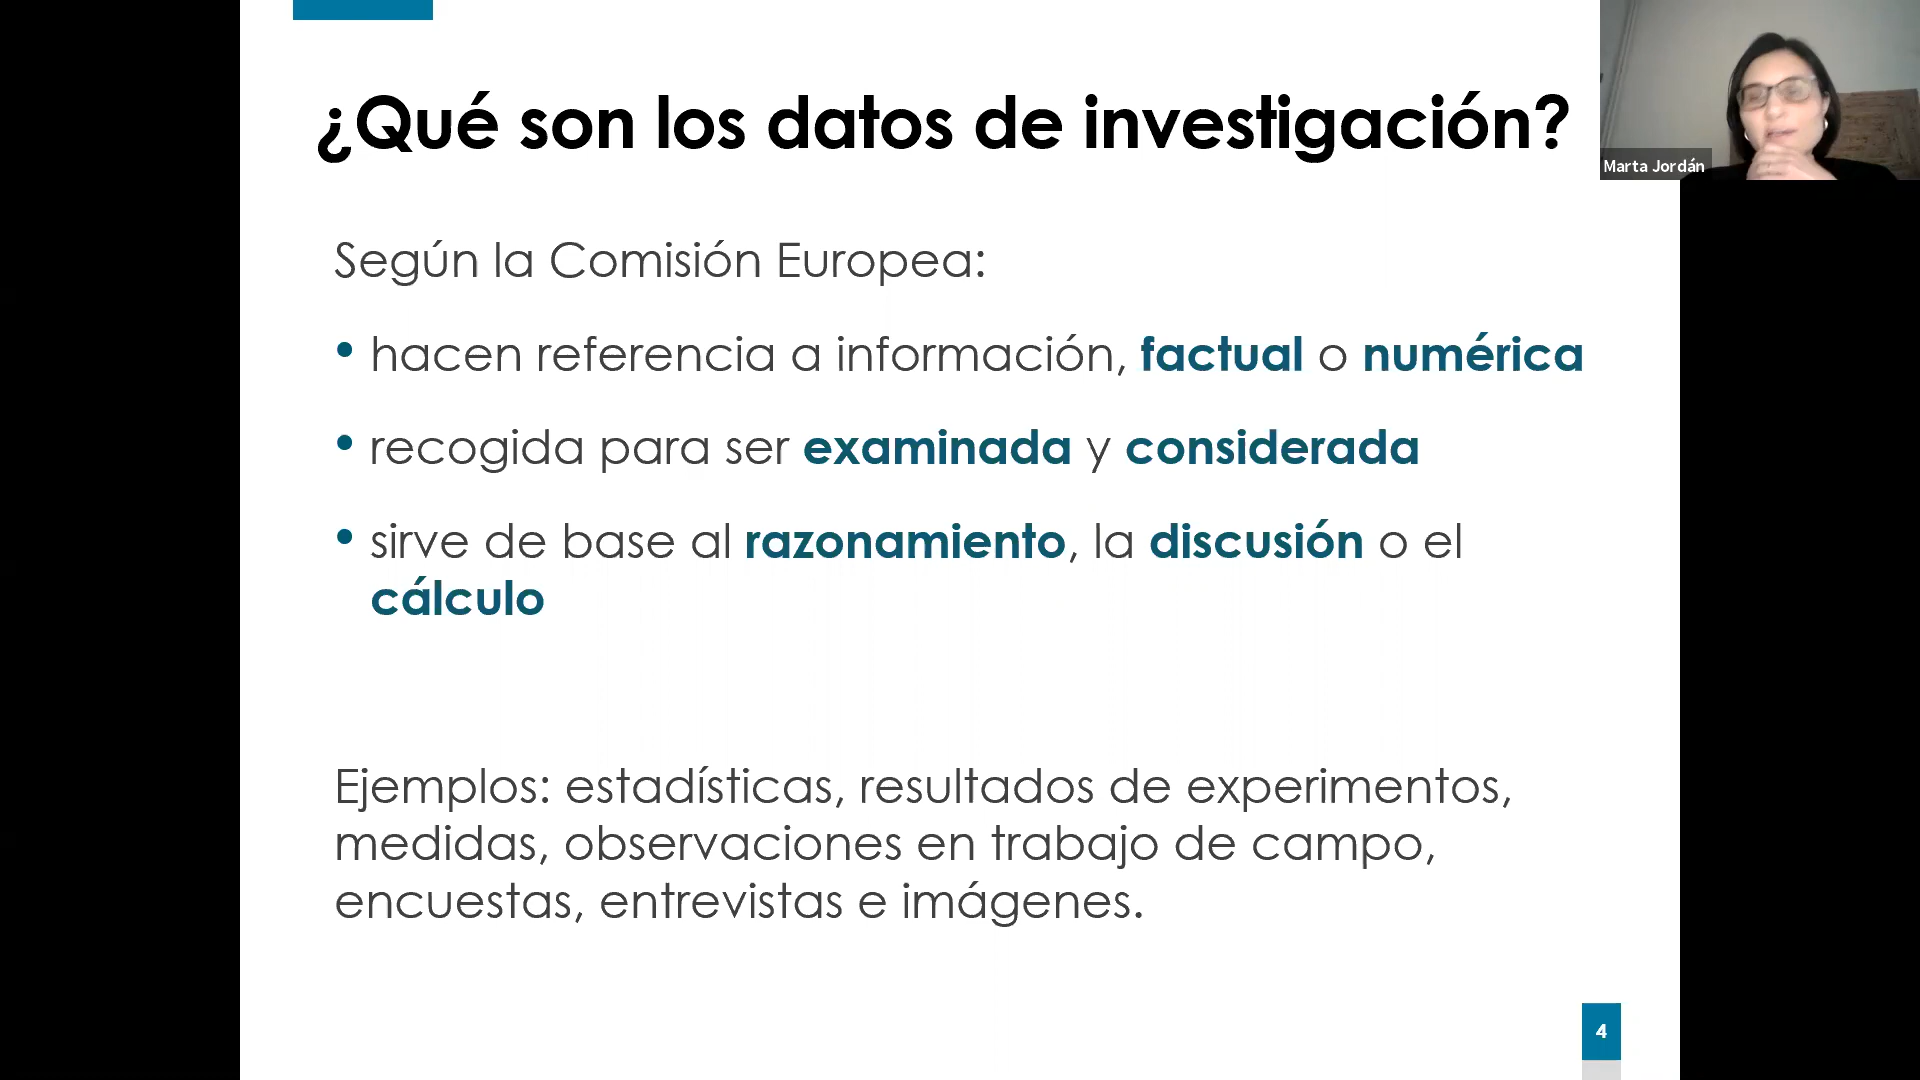 ¿Qué son los datos de investigación?
Marta Jordán
Según la Comisión Europea:
• hacen referencia a información, factual o numérica
• recogida para ser examinada y considerada
• sirve de base al razonamiento, la discusión o el
cálculo
Ejemplos: estadísticas, resultados de experimentos,
medidas, observaciones en trabajo de campo,
encuestas, entrevistas e imágenes.
4